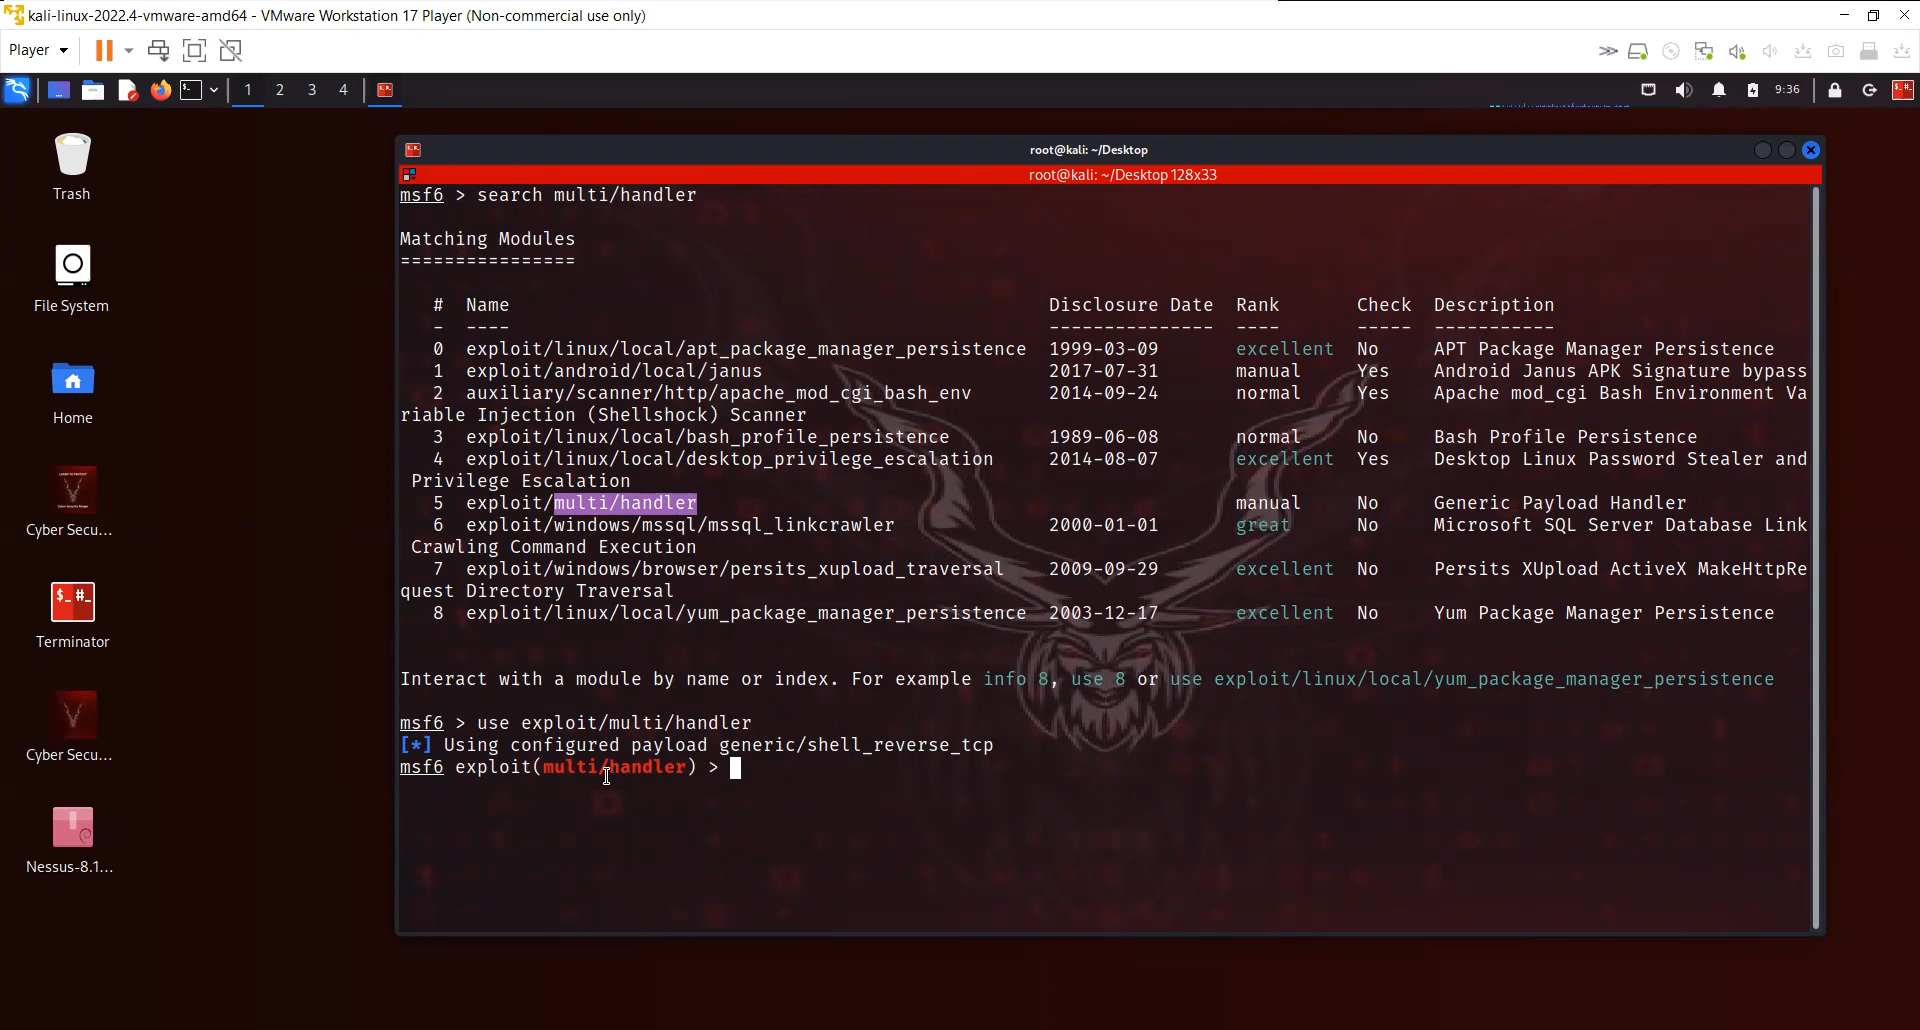 kali-linux-2022.4-vmware-amd64 - VMware Workstation 17 Player (Non-commercial use only)
Player
1 2 3 4
9:36
Trash
File System
Home
Cyber Secu...
Terminator
Cyber Secu...
Nessus-8.1...
root@kali: ~/Desktop
root@kali: ~/Desktop 128x33
msf6 > search multi/handler
Matching Modules
================
# Name Disclosure Date Rank Check Description
- ---- --------------- ---- ----- -----------
0 exploit/linux/local/apt_package_manager_persistence 1999-03-09 excellent No APT Package Manager Persistence
1 exploit/android/local/janus 2017-07-31 manual Yes Android Janus APK Signature bypass
2 auxiliary/scanner/http/apache_mod_cgi_bash_env 2014-09-24 normal Yes Apache mod_cgi Bash Environment Va
riable Injection (Shellshock) Scanner
3 exploit/linux/local/bash_profile_persistence 1989-06-08 normal No Bash Profile Persistence
4 exploit/linux/local/desktop_privilege_escalation 2014-08-07 excellent Yes Desktop Linux Password Stealer and
Privilege Escalation
5 exploit/multi/handler manual No Generic Payload Handler
6 exploit/windows/mssql/mssql_linkcrawler 2000-01-01 great No Microsoft SQL Server Database Link
Crawling Command Execution
7 exploit/windows/browser/persits_xupload_traversal 2009-09-29 excellent No Persits XUpload ActiveX MakeHttpRe
quest Directory Traversal
8 exploit/linux/local/yum_package_manager_persistence 2003-12-17 excellent No Yum Package Manager Persistence
Interact with a module by name or index. For example info 8, use 8 or use exploit/linux/local/yum_package_manager_persistence
msf6 > use exploit/multi/handler
[*] Using configured payload generic/shell_reverse_tcp
msf6 exploit(multi/handler) >